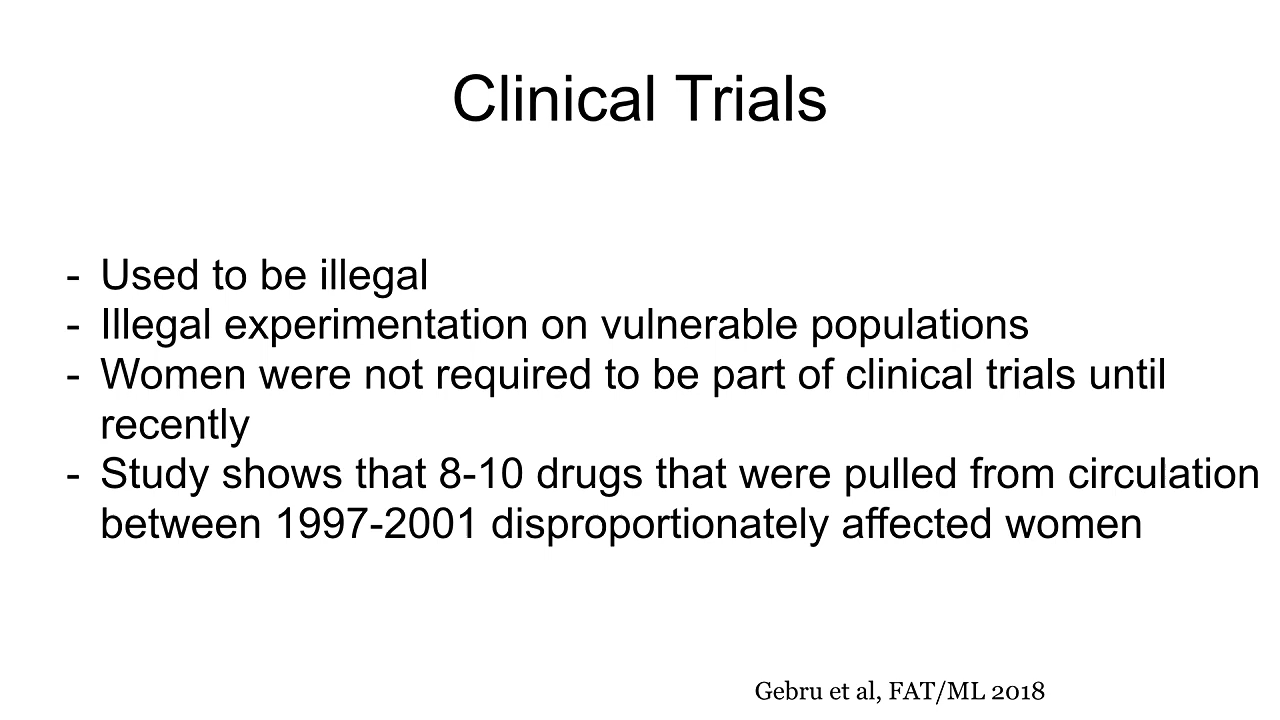 Clinical Trials
- Used to be illegal
- Illegal experimentation on vulnerable populations
- Women were not required to be part of clinical trials until
recently
- Study shows that 8-10 drugs that were pulled from circulation
between 1997-2001 disproportionately affected women
Gebru et al, FAT/ML 2018